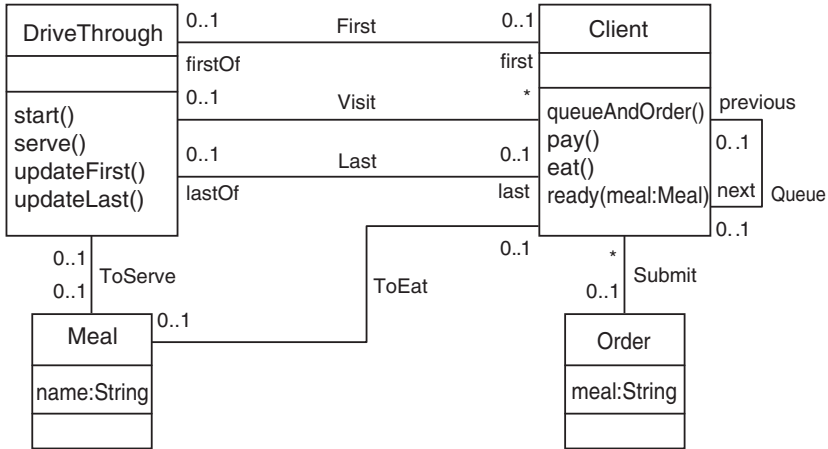 DriveThrough
0..1
First
0..1
Client
firstOf
first
0..1
Visit
*
start()
serve()
updateFirst()
updateLast()
queueAndOrder()
pay()
eat()
ready(meal:Meal)
previous
0..1
next
Queue
0..1
0..1
Last
0..1
lastOf
last
0..1
ToServe
0..1
0..1
ToEat
*
Submit
0..1
0..1
Meal
name:String
Order
meal:String